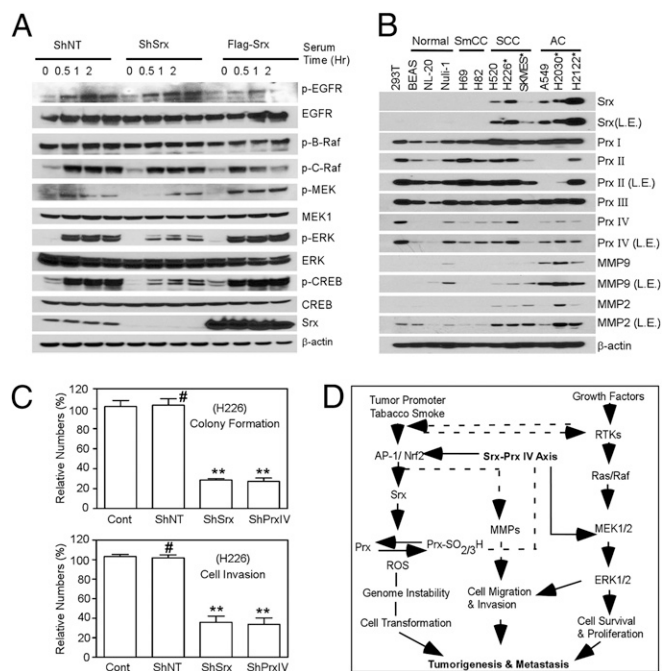 A
ShNT ShSrx Flag-Srx Serum
0 0.5 1 2 0 0.5 1 2 0 0.5 1 2 Time (Hr)
p-EGFR
EGFR
p-B-Raf
p-C-Raf
p-MEK
MEK1
p-ERK
ERK
p-CREB
CREB
Srx
β-actin
B
Normal SmCC SCC AC
293T BEAS NL-20 Nuli-1 H69 H82 H520 H226* SKMES* A549 H2030* H2122*
Srx
Srx(L.E.)
Prx I
Prx II
Prx II (L.E.)
Prx III
Prx IV
Prx IV (L.E.)
MMP9
MMP9 (L.E.)
MMP2
MMP2 (L.E.)
β-actin
C
Relative Numbers (%)
120
100
80
60
40
20
0
#
(H226)
Colony Formation
** **
Cont ShNT ShSrx ShPrxIV
Relative Numbers (%)
120
100
80
60
40
20
0
#
(H226)
Cell Invasion
** **
Cont ShNT ShSrx ShPrxIV
D
Tumor Promoter
Tabacco Smoke
Growth Factors
RTKs
AP-1/ Nrf2 Srx-Prx IV Axis
Ras/Raf
Srx
MMPs
MEK1/2
Prx Prx-SO2/3H
ROS
ERK1/2
Genome Instability
Cell Migration
& Invasion
Cell Transformation
Cell Survival
& Proliferation
Tumorigenesis & Metastasis